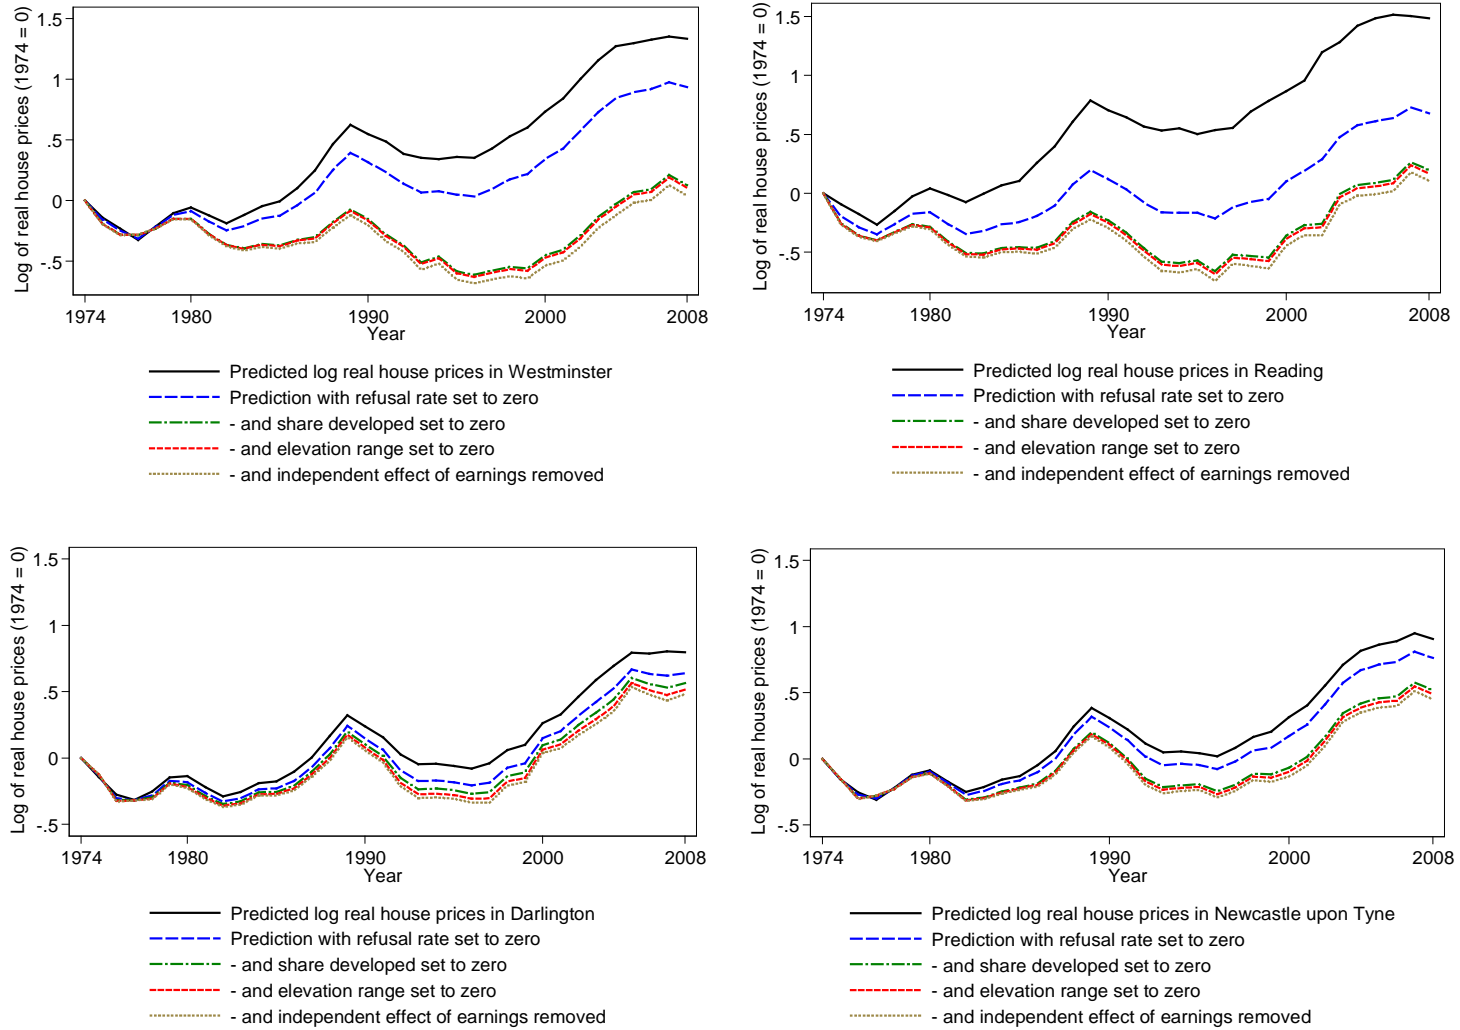 Log of real house prices (1974 = 0)
1.5
1
.5
0
-.5
1974
1980
1990
2000
2008
Year
Predicted log real house prices in Westminster
Prediction with refusal rate set to zero
- and share developed set to zero
- and elevation range set to zero
- and independent effect of earnings removed
Log of real house prices (1974 = 0)
1.5
1
.5
0
-.5
1974
1980
1990
2000
2008
Year
Predicted log real house prices in Reading
Prediction with refusal rate set to zero
- and share developed set to zero
- and elevation range set to zero
- and independent effect of earnings removed
Log of real house prices (1974 = 0)
1.5
1
.5
0
-.5
1974
1980
1990
2000
2008
Year
Predicted log real house prices in Darlington
Prediction with refusal rate set to zero
- and share developed set to zero
- and elevation range set to zero
- and independent effect of earnings removed
Log of real house prices (1974 = 0)
1.5
1
.5
0
-.5
1974
1980
1990
2000
2008
Year
Predicted log real house prices in Newcastle upon Tyne
Prediction with refusal rate set to zero
- and share developed set to zero
- and elevation range set to zero
- and independent effect of earnings removed